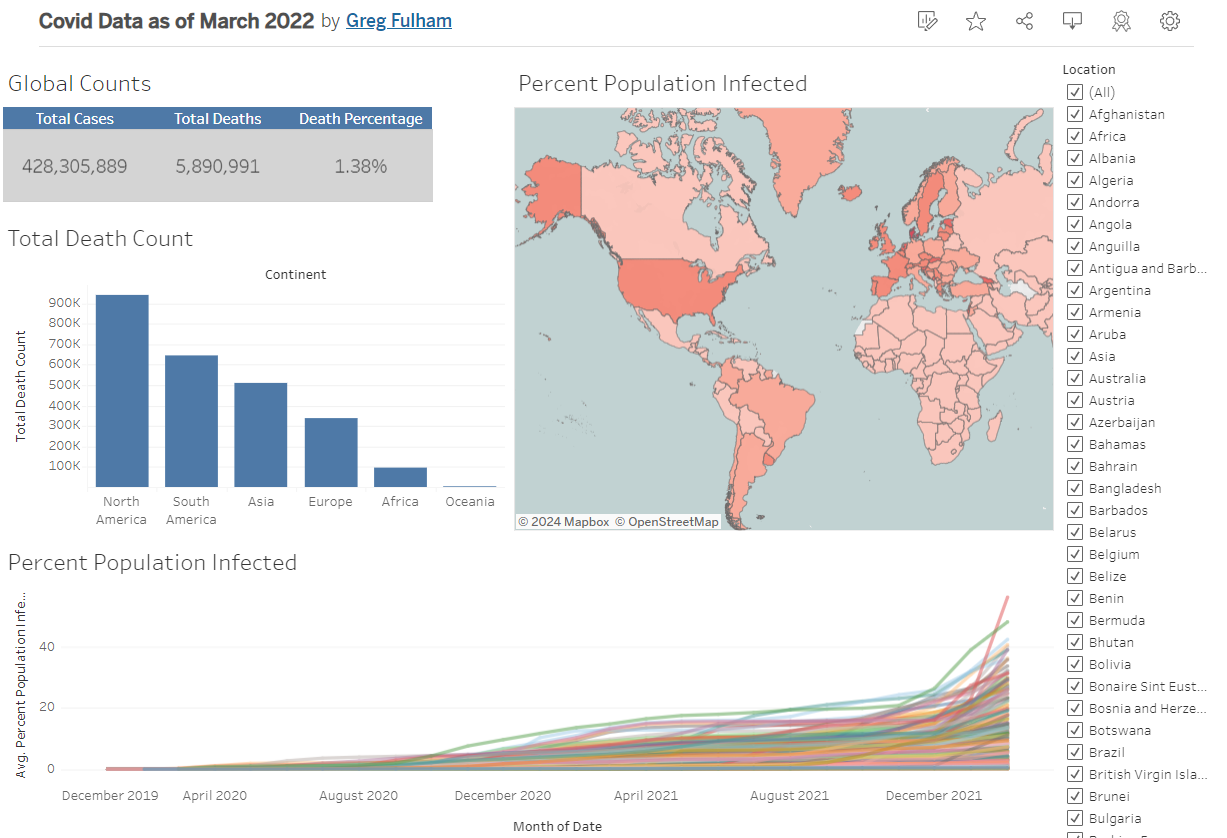 Covid Data as of March 2022 by Greg Fulham
Global Counts
Total Cases Total Deaths Death Percentage
428,305,889 5,890,991 1.38%
Total Death Count
Continent
Total Death Count
900K
800K
700K
600K
500K
400K
300K
200K
100K
North America
South America
Asia
Europe
Africa
Oceania
Percent Population Infected
© 2024 Mapbox © OpenStreetMap
Percent Population Infected
Avg. Percent Population Infe...
40
20
0
December 2019 April 2020 August 2020 December 2020 April 2021 August 2021 December 2021
Month of Date
Location
(All)
Afghanistan
Africa
Albania
Algeria
Andorra
Angola
Anguilla
Antigua and Barb...
Argentina
Armenia
Aruba
Asia
Australia
Austria
Azerbaijan
Bahamas
Bahrain
Bangladesh
Barbados
Belarus
Belgium
Belize
Benin
Bermuda
Bhutan
Bolivia
Bonaire Sint Eust...
Bosnia and Herze...
Botswana
Brazil
British Virgin Isla...
Brunei
Bulgaria